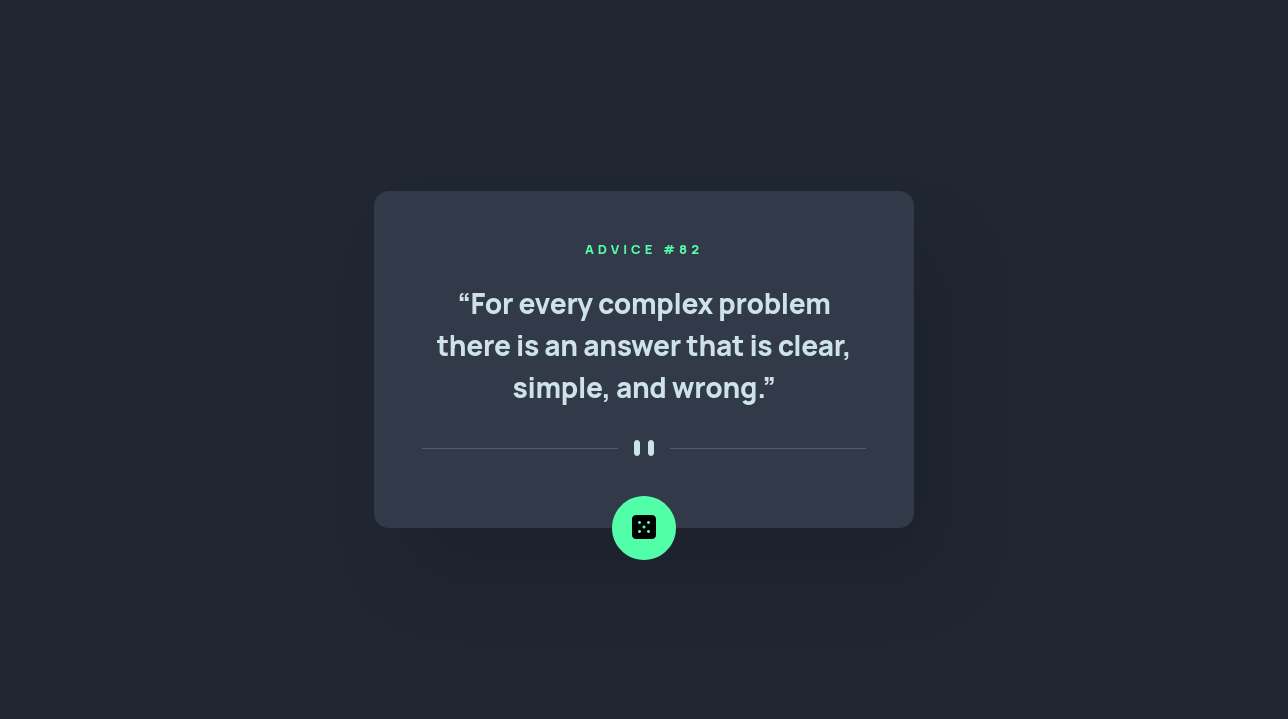 ADVICE #82
“For every complex problem
there is an answer that is clear,
simple, and wrong.”